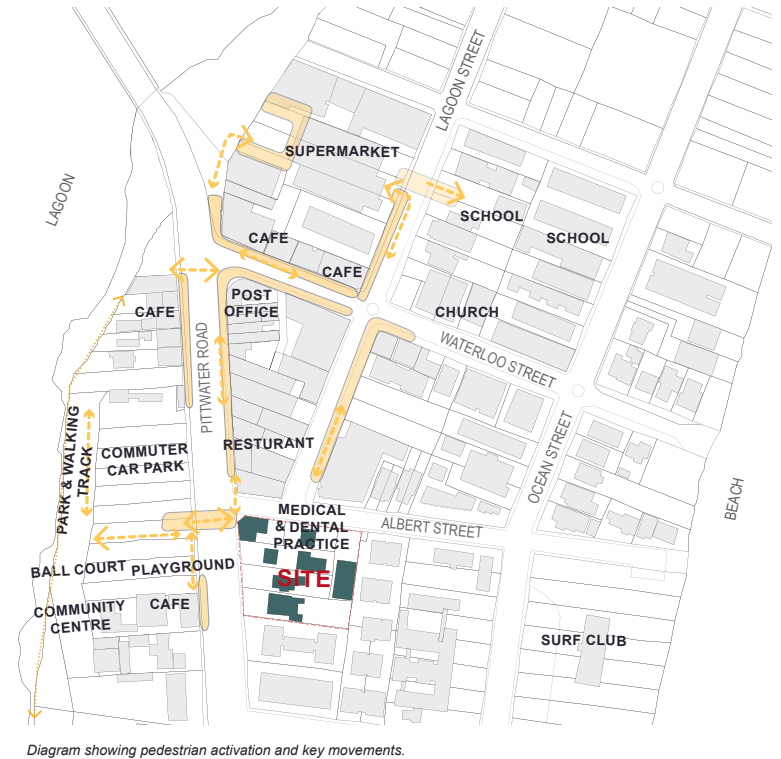 LAGOON STREET
SUPERMARKET
LAGOON
SCHOOL
SCHOOL
CAFE
CAFE
POST
OFFICE
CAFE
CHURCH
WATERLOO STREET
PITTWATER ROAD
PARK & WALKING
TRACK
COMMUTER
CAR PARK
RESTURANT
OCEAN STREET
BEACH
MEDICAL
& DENTAL
PRACTICE
ALBERT STREET
BALL COURT
PLAYGROUND
SITE
COMMUNITY
CENTRE
CAFE
SURF CLUB
Diagram showing pedestrian activation and key movements.